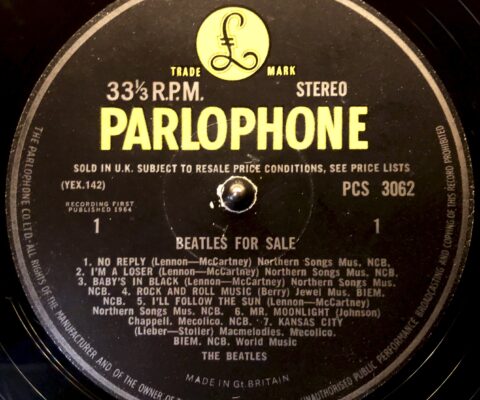 £
TRADE MARK
33⅓ R.P.M. STEREO
PARLOPHONE
SOLD IN U.K. SUBJECT TO RESALE PRICE CONDITIONS, SEE PRICE LISTS
(YEX.142) PCS 3062
RECORDING FIRST
PUBLISHED 1964
1 1
BEATLES FOR SALE
1. NO REPLY (Lennon—McCartney) Northern Songs Mus. NCB.
2. I'M A LOSER (Lennon—McCartney) Northern Songs Mus. NCB.
3. BABY'S IN BLACK (Lennon—McCartney) Northern Songs Mus.
NCB. 4. ROCK AND ROLL MUSIC (Berry) Jewel Mus. BIEM.
NCB. 5. I'LL FOLLOW THE SUN (Lennon—McCartney)
Northern Songs Mus. NCB. 6. MR. MOONLIGHT (Johnson)
Chappell. Mecolico. NCB. 7. KANSAS CITY
(Lieber—Stoller) Macmelodies. Mecolico.
BIEM. NCB. World Music
THE BEATLES
MADE IN Gt. BRITAIN
THE PARLOPHONE CO. LTD. ALL RIGHTS OF THE MANUFACTURER AND OF THE OWNER OF
UNAUTHORISED PUBLIC PERFORMANCE BROADCASTING AND COPYING OF THIS RECORD PROHIBITED